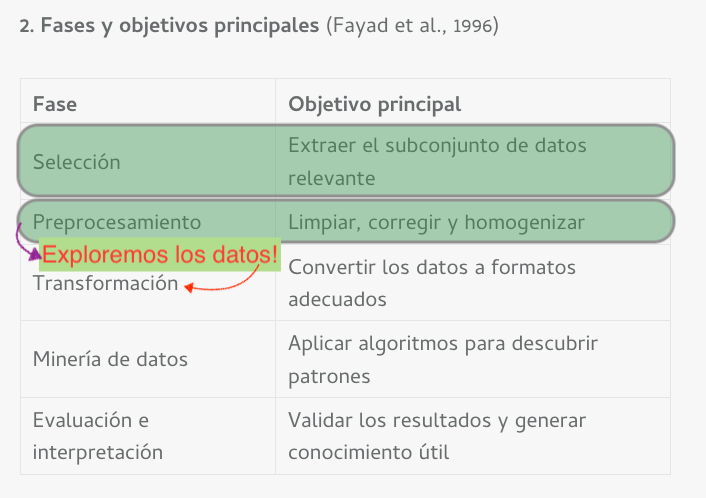 2. Fases y objetivos principales (Fayad et al., 1996)
Fase Objetivo principal
Selección Extraer el subconjunto de datos
relevante
Preprocesamiento Limpiar, corregir y homogenizar
Exploremos los datos!
Transformación Convertir los datos a formatos
adecuados
Minería de datos Aplicar algoritmos para descubrir
patrones
Evaluación e Validar los resultados y generar
interpretación conocimiento útil